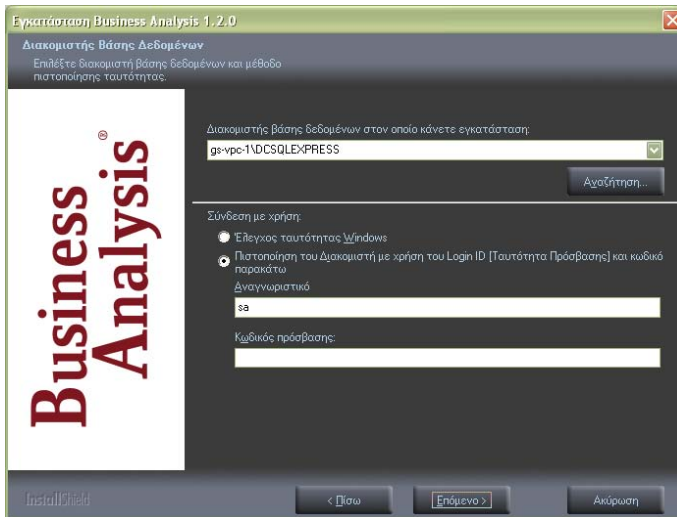 Εγκατάσταση Business Analysis 1.2.0
Διακομιστής Βάσης Δεδομένων
Επιλέξτε διακομιστή βάσης δεδομένων και μέθοδο
πιστοποίησης ταυτότητας.
Business
Analysis®
Διακομιστής βάσης δεδομένων στον οποίο κάνετε εγκατάσταση:
gs-vpc-1\DCSQLEXPRESS
Αναζήτηση...
Σύνδεση με χρήση:
Έλεγχος ταυτότητας Windows
Πιστοποίηση του Διακομιστή με χρήση του Login ID [Ταυτότητα Πρόσβασης] και κωδικό
παρακάτω
Αναγνωριστικό
sa
Κωδικός πρόσβασης:
InstallShield
< Πίσω
Επόμενο >
Ακύρωση